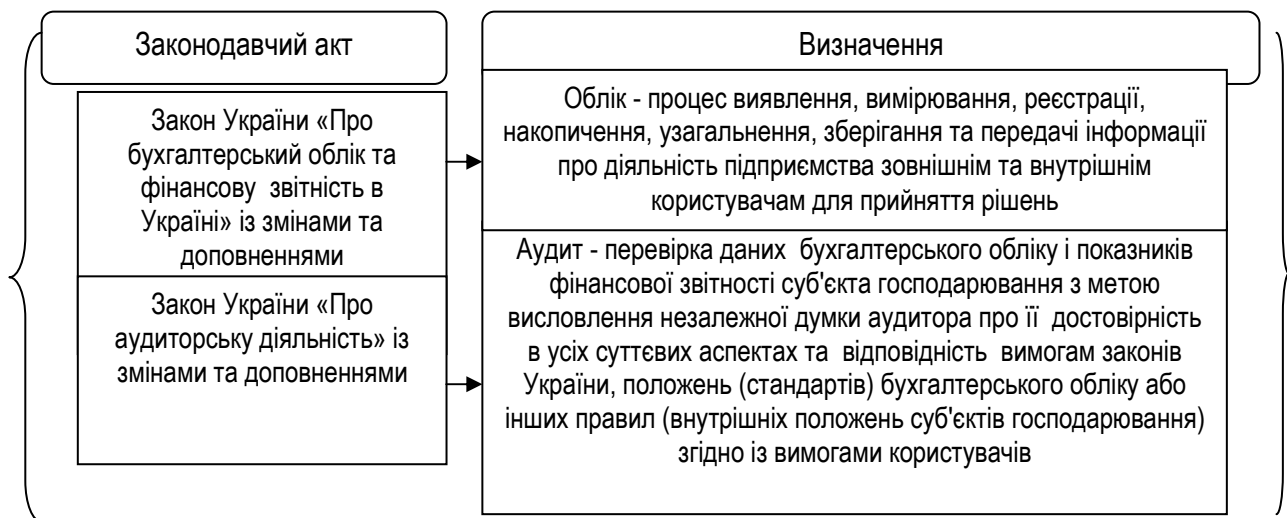 Законодавчий акт
Визначення
Закон України «Про
бухгалтерський облік та
фінансову звітність в
Україні» із змінами та
доповненнями
Облік - процес виявлення, вимірювання, реєстрації,
накопичення, узагальнення, зберігання та передачі інформації
про діяльність підприємства зовнішнім та внутрішнім
користувачам для прийняття рішень
Закон України «Про
аудиторську діяльність» із
змінами та доповненнями
Аудит - перевірка даних бухгалтерського обліку і показників
фінансової звітності суб'єкта господарювання з метою
висловлення незалежної думки аудитора про її достовірність
в усіх суттєвих аспектах та відповідність вимогам законів
України, положень (стандартів) бухгалтерського обліку або
інших правил (внутрішніх положень суб'єктів господарювання)
згідно із вимогами користувачів